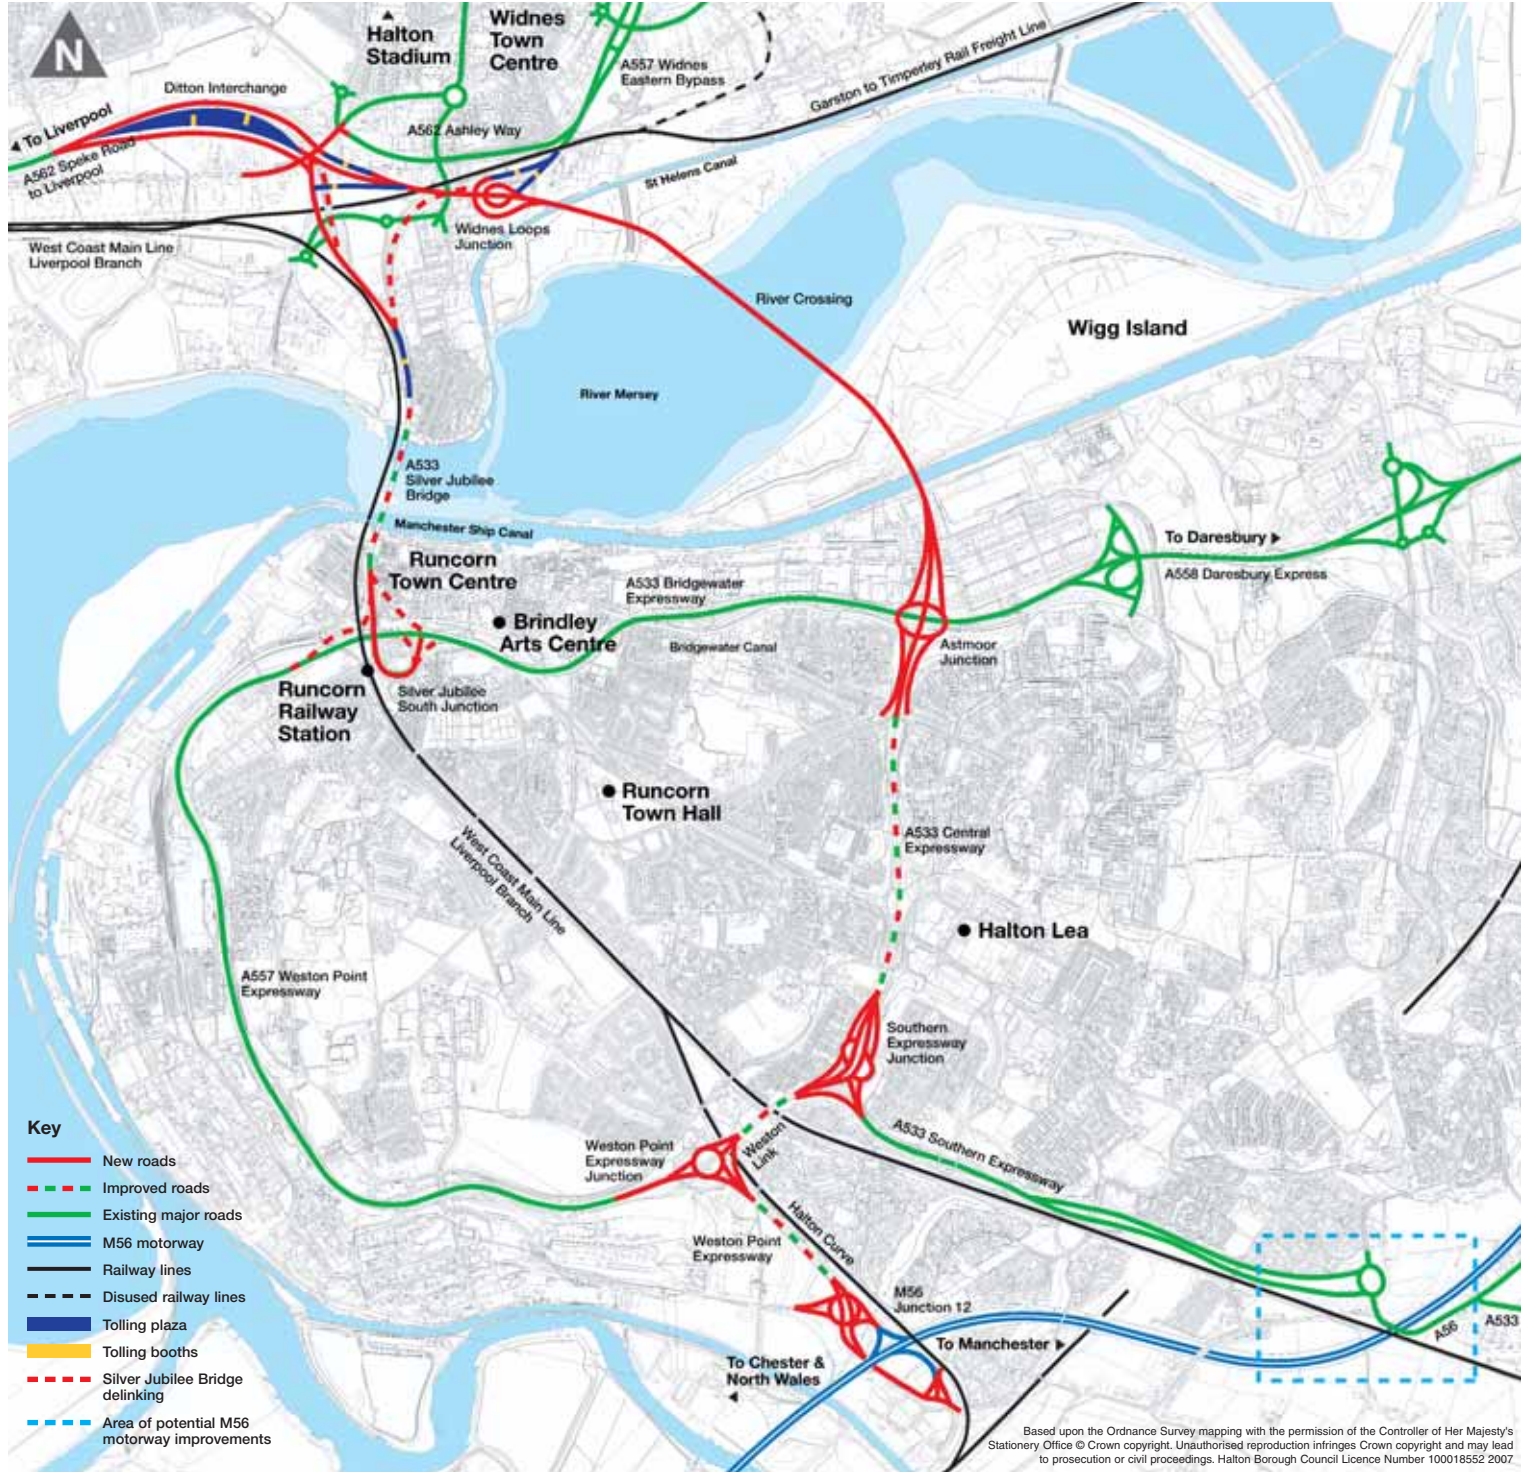 N
Halton
Stadium
Widnes
Town
Centre
A557 Widnes
Eastern Bypass
Garston to Timperley Rail Freight Line
Ditton Interchange
To Liverpool
A562 Speke Road
to Liverpool
A562 Ashley Way
St Helens Canal
West Coast Main Line
Liverpool Branch
Widnes Loops
Junction
River Crossing
Wigg Island
River Mersey
A533
Silver Jubilee
Bridge
Manchester Ship Canal
Runcorn
Town Centre
To Daresbury
A558 Daresbury Express
A533 Bridgewater
Expressway
Brindley
Arts Centre
Bridgewater Canal
Astmoor
Junction
Runcorn
Railway
Station
Silver Jubilee
South Junction
Runcorn
Town Hall
A533 Central
Expressway
West Coast Main Line
Liverpool Branch
Halton Lea
A557 Weston Point
Expressway
Southern
Expressway
Junction
A533 Southern Expressway
Weston Point
Expressway
Junction
Weston
Link
Halton Curve
Weston Point
Expressway
M56
Junction 12
To Manchester
To Chester &
North Wales
A56
A533
Key
New roads
Improved roads
Existing major roads
M56 motorway
Railway lines
Disused railway lines
Tolling plaza
Tolling booths
Silver Jubilee Bridge
delinking
Area of potential M56
motorway improvements
Based upon the Ordnance Survey mapping with the permission of the Controller of Her Majesty's
Stationery Office © Crown copyright. Unauthorised reproduction infringes Crown copyright and may lead
to prosecution or civil proceedings. Halton Borough Council Licence Number 100018552 2007